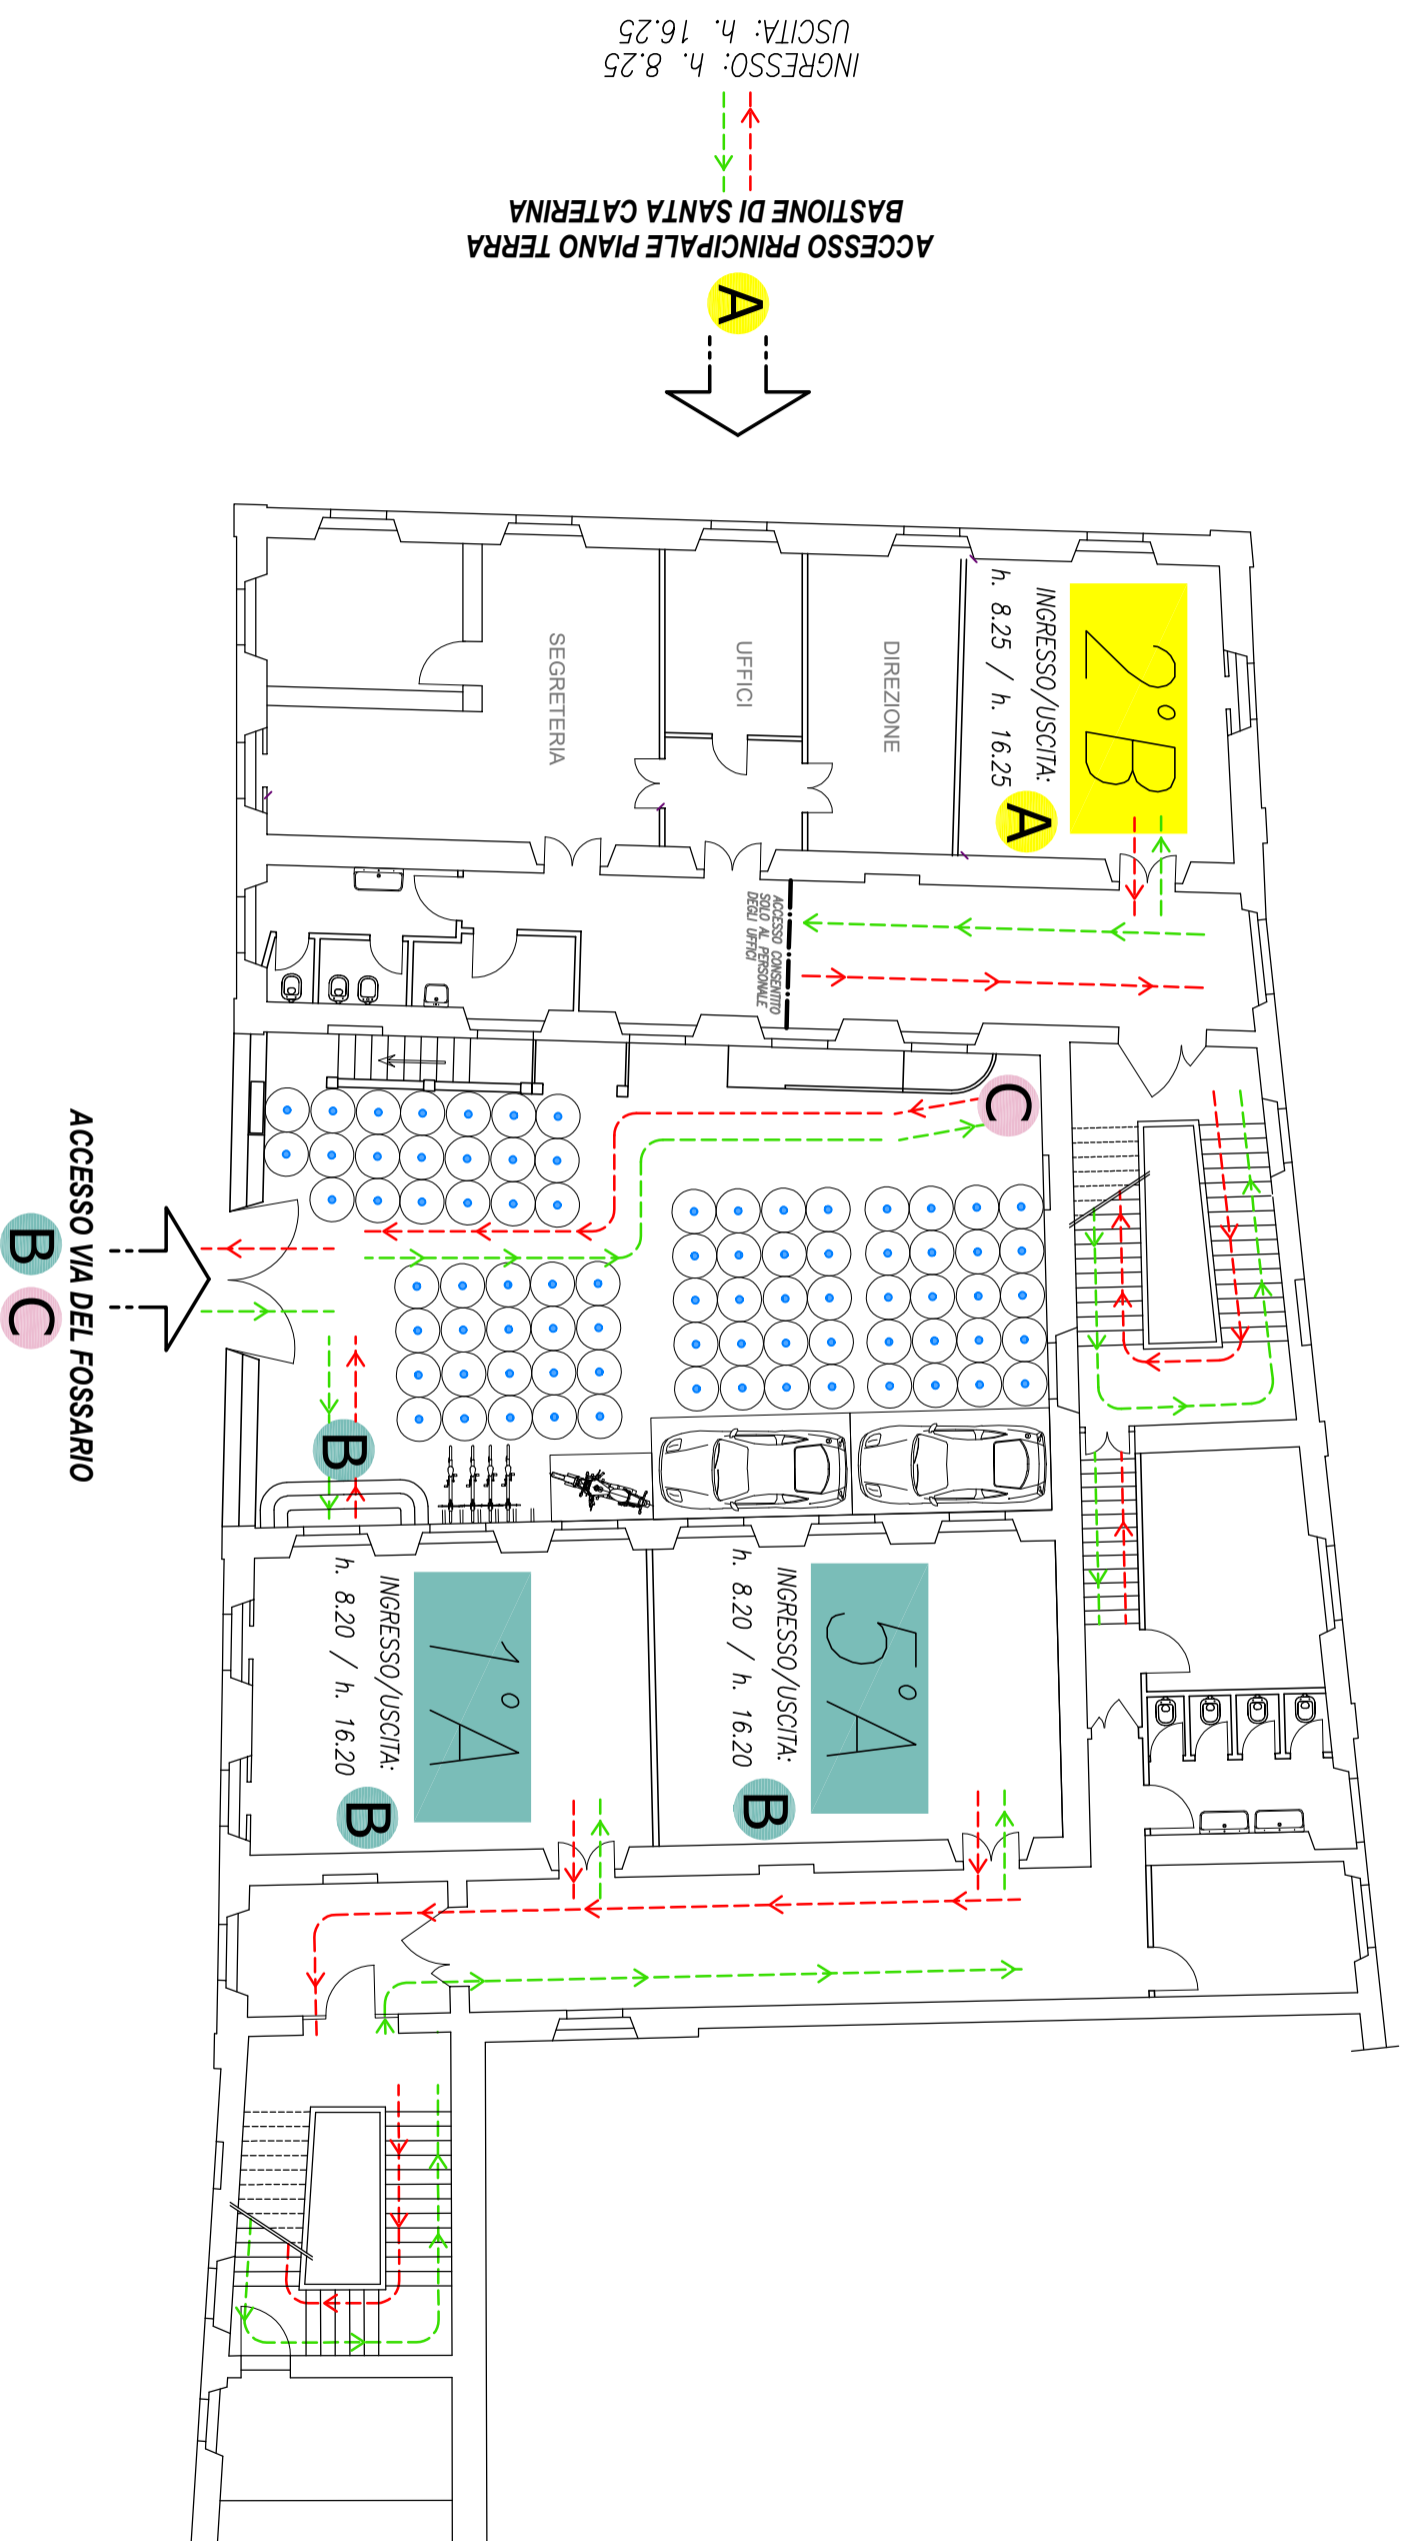 INGRESSO: h. 8.25
USCITA: h. 16.25
ACCESSO PRINCIPALE PIANO TERRA
BASTIONE DI SANTA CATERINA
A
2°B
INGRESSO/USCITA:
h. 8.25 / h. 16.25
A
DIREZIONE
UFFICI
SEGRETERIA
ACCESSO CONSENTITO
SOLO AL PERSONALE
DEGLI UFFICI
C
B
ACCESSO VIA DEL FOSSARIO
B C
5°A
INGRESSO/USCITA:
h. 8.20 / h. 16.20
B
1°A
INGRESSO/USCITA:
h. 8.20 / h. 16.20
B